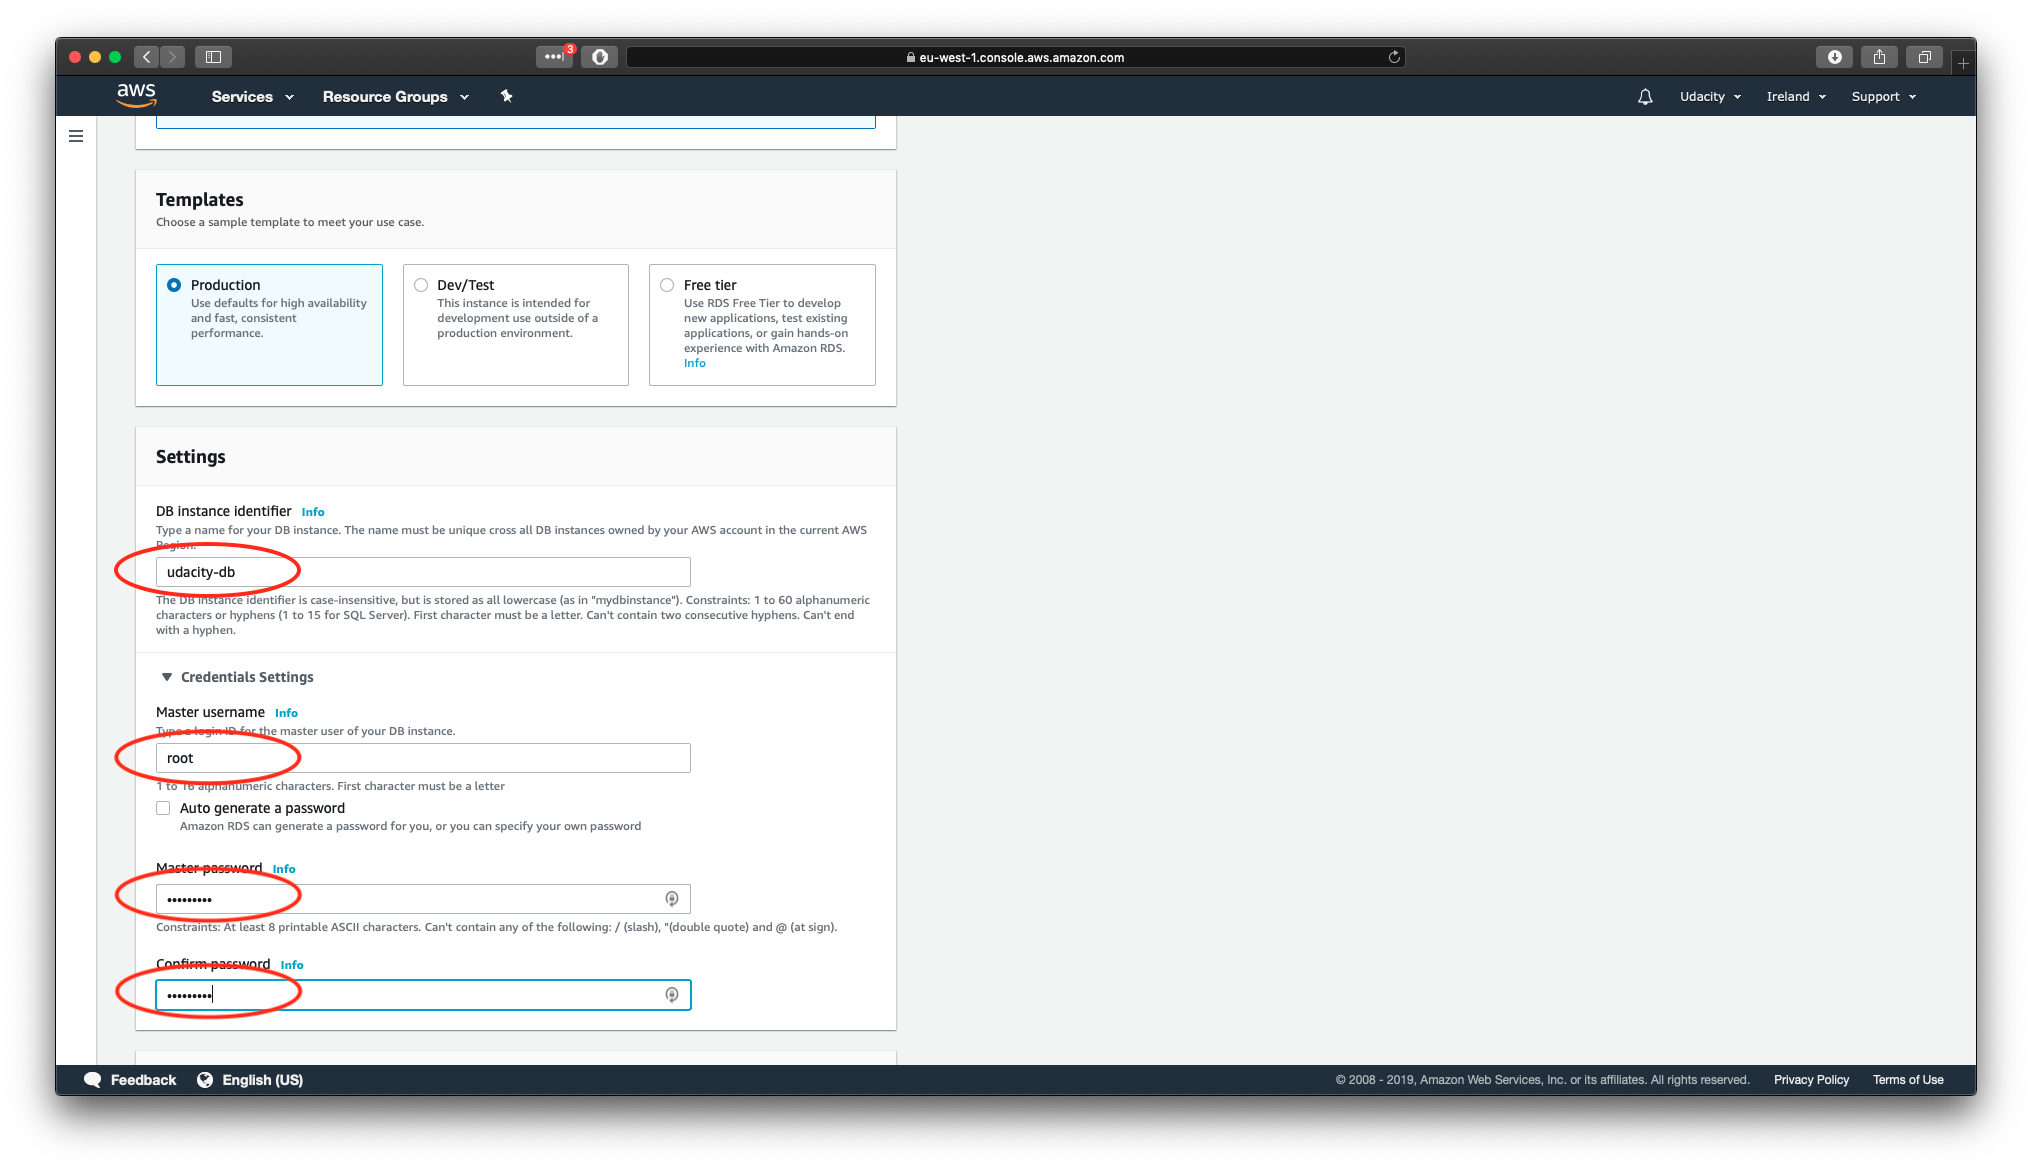 3
eu-west-1.console.aws.amazon.com
aws
Services
Resource Groups
Udacity
Ireland
Support
Templates
Choose a sample template to meet your use case.
Production
Use defaults for high availability
and fast, consistent
performance.
Dev/Test
This instance is intended for
development use outside of a
production environment.
Free tier
Use RDS Free Tier to develop
new applications, test existing
applications, or gain hands-on
experience with Amazon RDS.
Info
Settings
DB instance identifier Info
Type a name for your DB instance. The name must be unique cross all DB instances owned by your AWS account in the current AWS
Region.
udacity-db
The DB instance identifier is case-insensitive, but is stored as all lowercase (as in "mydbinstance"). Constraints: 1 to 60 alphanumeric
characters or hyphens (1 to 15 for SQL Server). First character must be a letter. Can't contain two consecutive hyphens. Can't end
with a hyphen.
Credentials Settings
Master username Info
Type a login ID for the master user of your DB instance.
root
1 to 16 alphanumeric characters. First character must be a letter
Auto generate a password
Amazon RDS can generate a password for you, or you can specify your own password
Master password Info
•••••••••
Constraints: At least 8 printable ASCII characters. Can't contain any of the following: / (slash), "(double quote) and @ (at sign).
Confirm password Info
•••••••••
Feedback
English (US)
© 2008 - 2019, Amazon Web Services, Inc. or its affiliates. All rights reserved.
Privacy Policy
Terms of Use